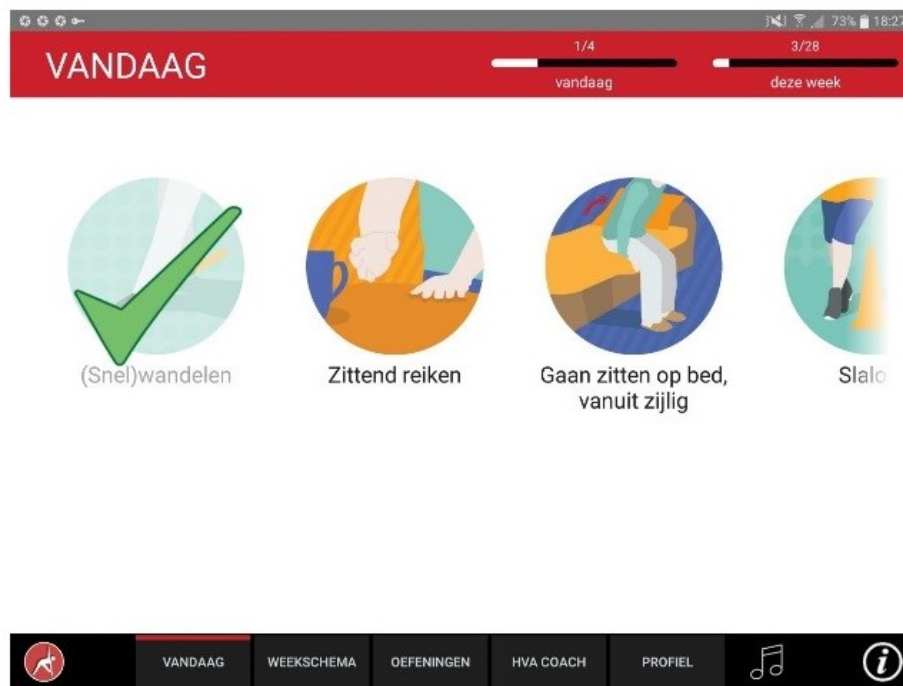 73% 18:27
VANDAAG
1/4
vandaag
3/28
deze week
(Snel)wandelen
Zittend reiken
Gaan zitten op bed,
vanuit zijlig
Slalo
VANDAAG
WEEKSCHEMA
OEFENINGEN
HVA COACH
PROFIEL
i